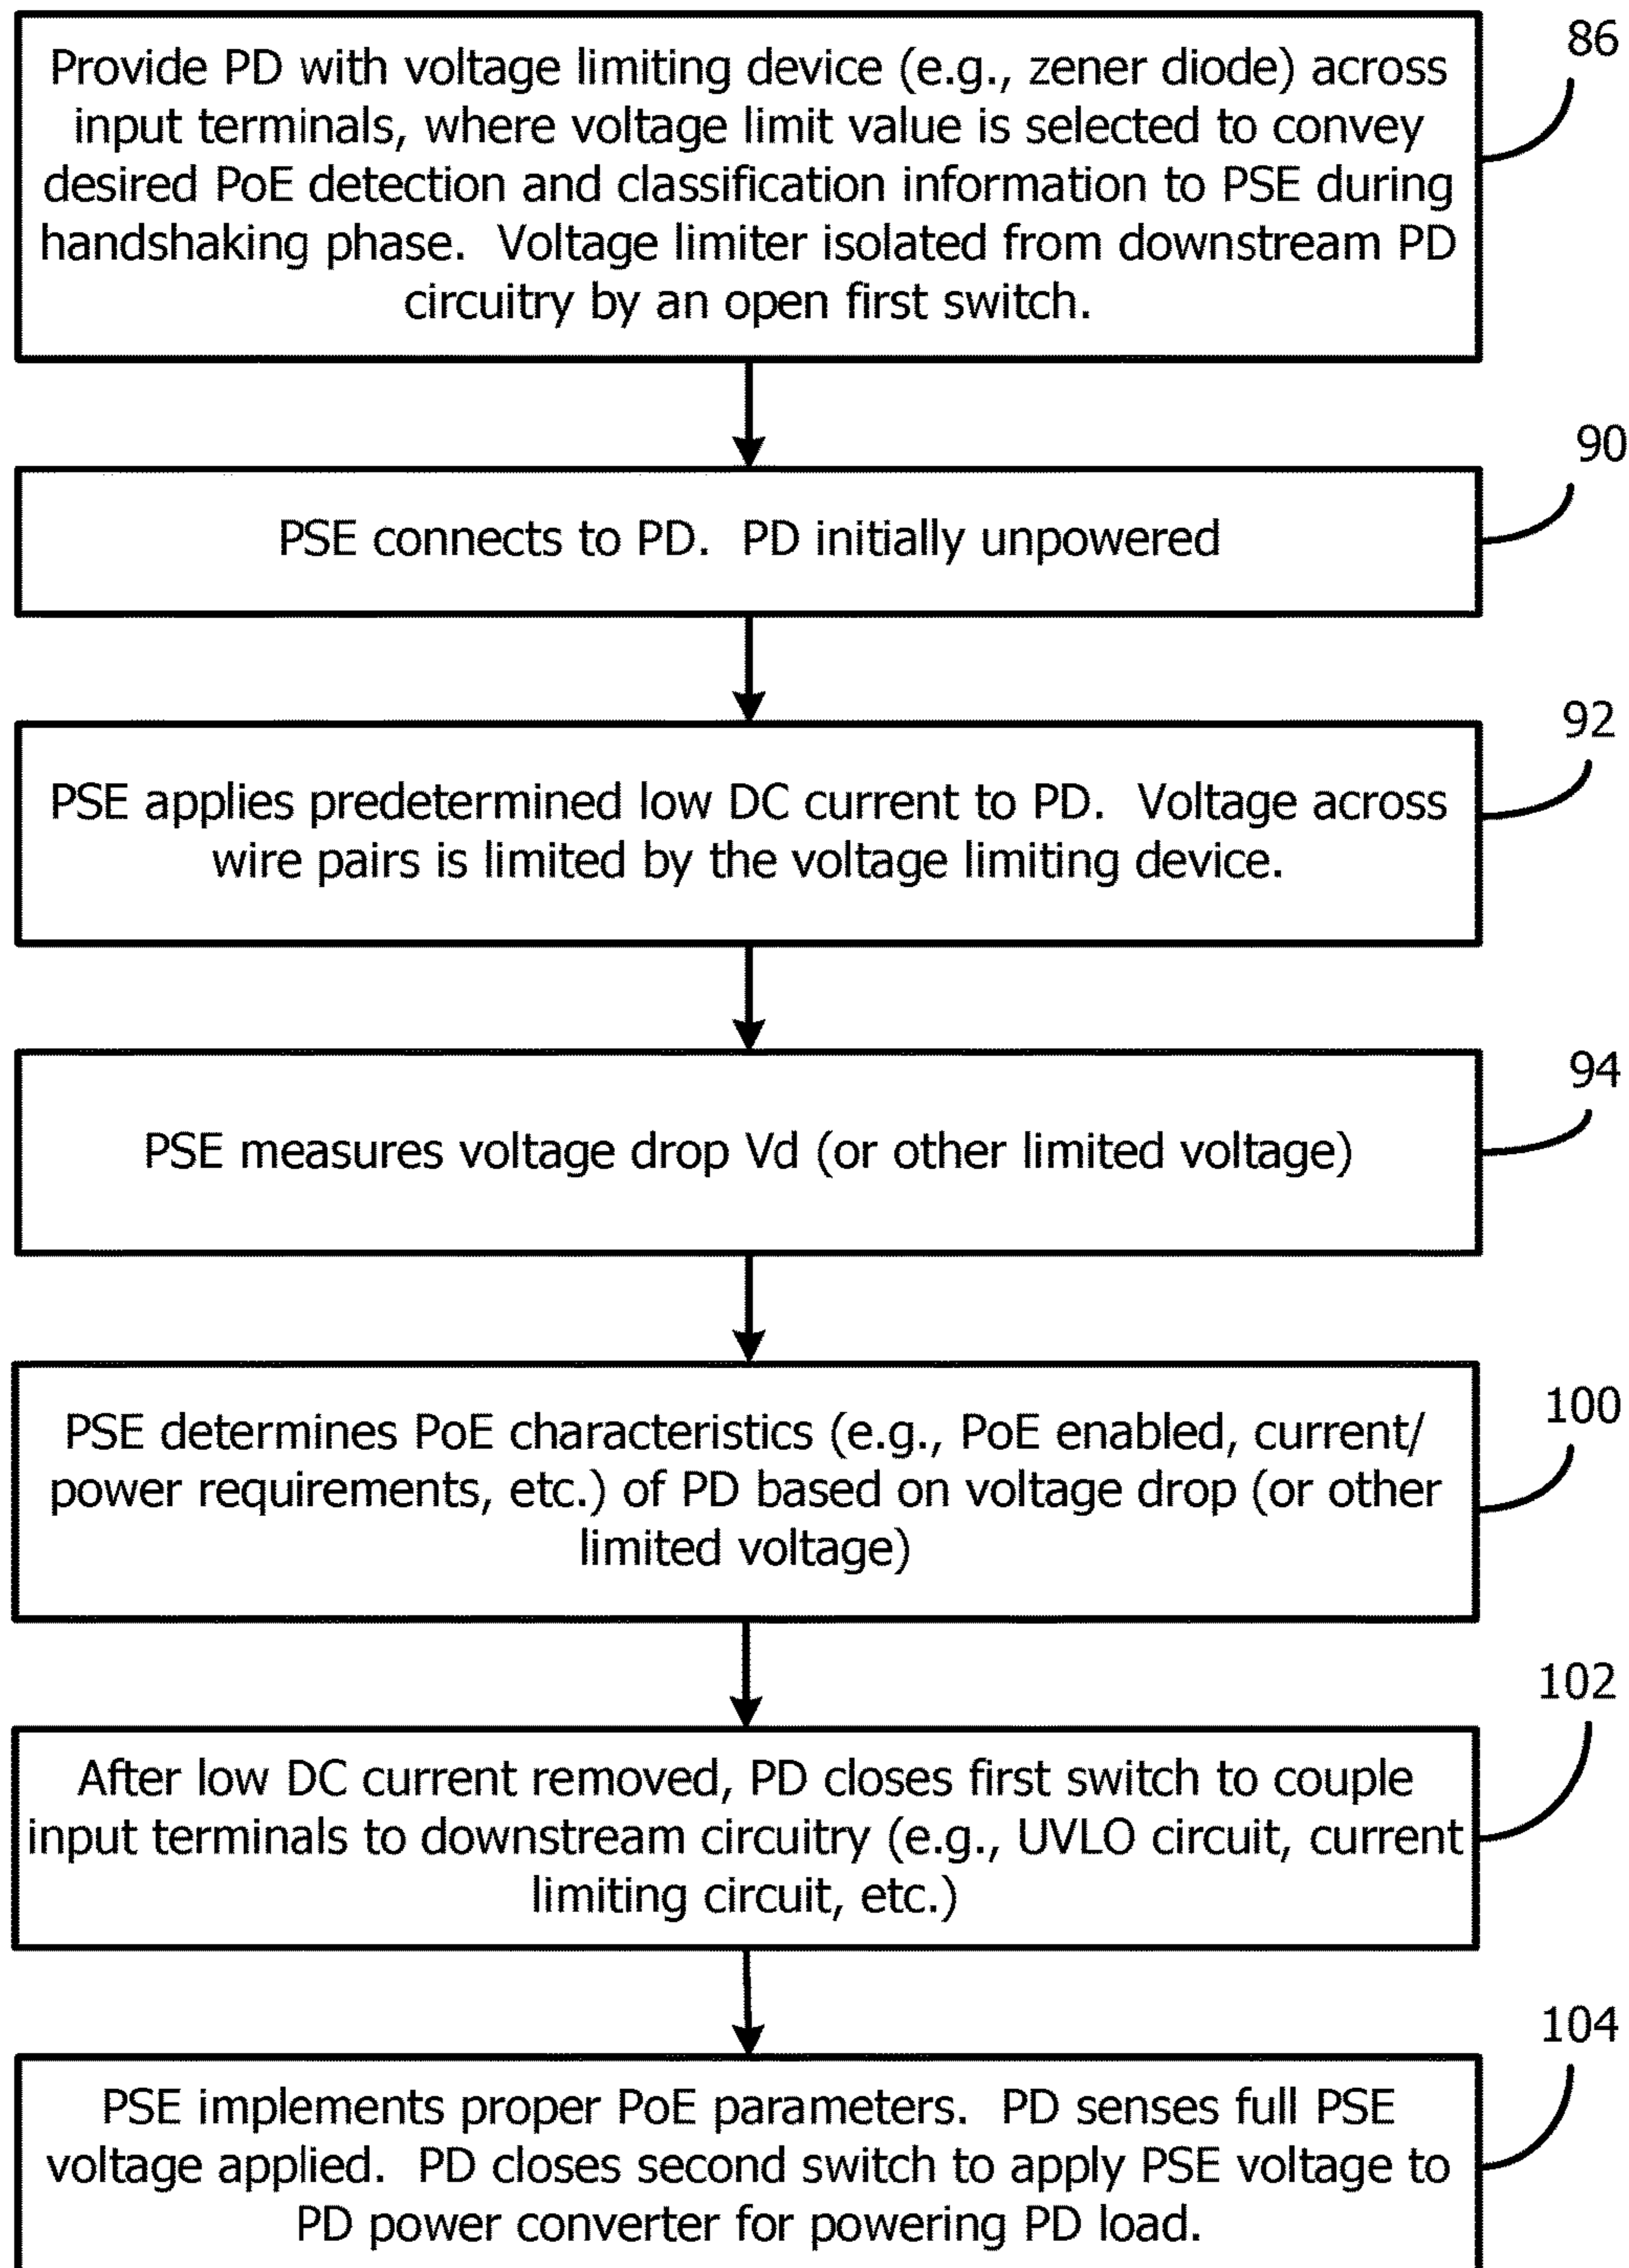 86
Provide PD with voltage limiting device (e.g., zener diode) across
input terminals, where voltage limit value is selected to convey
desired PoE detection and classification information to PSE during
handshaking phase.  Voltage limiter isolated from downstream PD
circuitry by an open first switch.
90
PSE connects to PD.  PD initially unpowered
92
PSE applies predetermined low DC current to PD.  Voltage across
wire pairs is limited by the voltage limiting device.
94
PSE measures voltage drop Vd (or other limited voltage)
100
PSE determines PoE characteristics (e.g., PoE enabled, current/
power requirements, etc.) of PD based on voltage drop (or other
limited voltage)
102
After low DC current removed, PD closes first switch to couple
input terminals to downstream circuitry (e.g., UVLO circuit, current
limiting circuit, etc.)
104
PSE implements proper PoE parameters.  PD senses full PSE
voltage applied.  PD closes second switch to apply PSE voltage to
PD power converter for powering PD load.